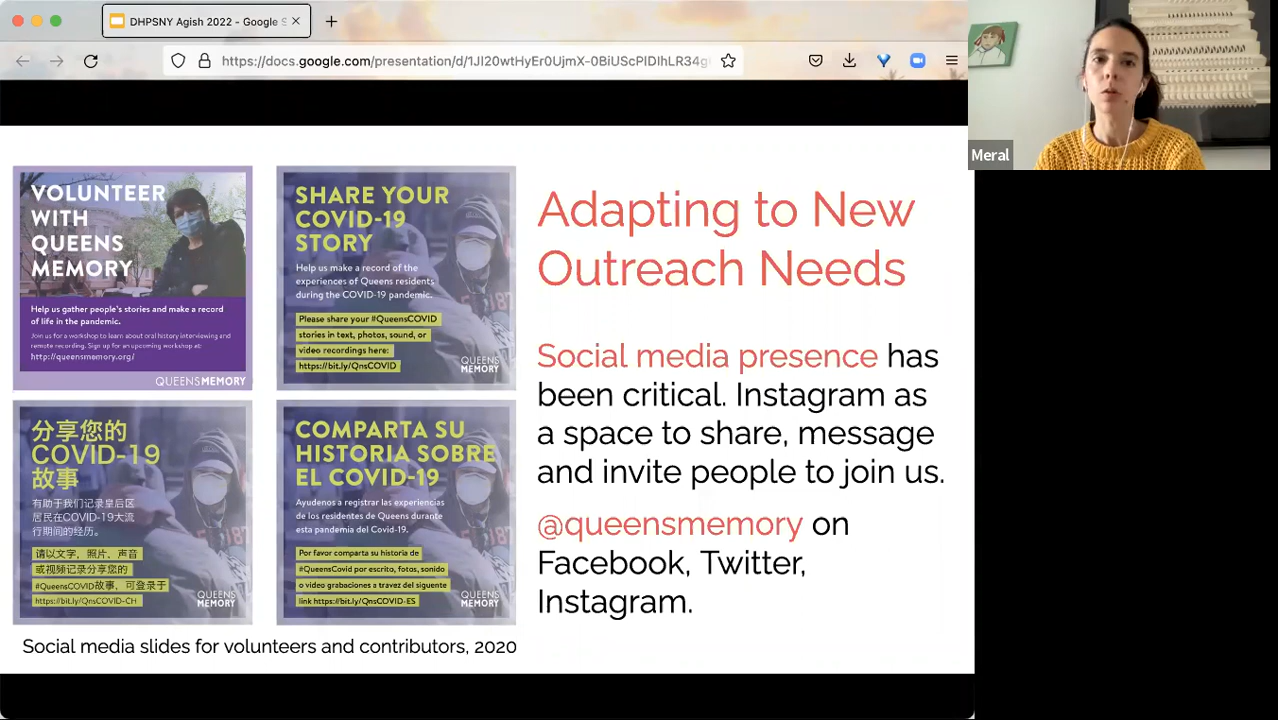 DHPSNY Agish 2022 - Google S
https://docs.google.com/presentation/d/1JI20wtHyEr0UjmX-0BiUScPIDIhLR34g
Meral
VOLUNTEER
WITH
QUEENS
MEMORY
Help us gather people's stories and make a record
of life in the pandemic.
Join us for a workshop to learn about oral history interviewing and
remote recording. Sign up for an upcoming workshop at:
http://queensmemory.org/
QUEENSMEMORY
SHARE YOUR
COVID-19
STORY
Help us make a record of the
experiences of Queens residents
during the COVID-19 pandemic.
Please share your #QueensCOVID
stories in text, photos, sound, or
video recordings here:
https://bit.ly/QnsCOVID
QUEENS
MEMORY
分享您的
COVID-19
故事
有助于我们记录皇后区
居民在COVID-19大流
行期间的经历。
请以文字，照片，声音
或视频记录分享您的
#QueensCOVID故事，可登录于
https://bit.ly/QnsCOVID-CH
QUEENS
MEMORY
COMPARTA SU
HISTORIA SOBRE
EL COVID-19
Ayudenos a registrar las experiencias
de los residentes de Queens durante
esta pandemia del Covid-19.
Por favor comparta su historia de
#QueensCovid por escrito, fotos, sonido
o video grabaciones a travez del siguente
link https://bit.ly/QnsCOVID-ES
QUEENS
MEMORY
Social media slides for volunteers and contributors, 2020
Adapting to New
Outreach Needs
Social media presence has
been critical. Instagram as
a space to share, message
and invite people to join us.
@queensmemory on
Facebook, Twitter,
Instagram.